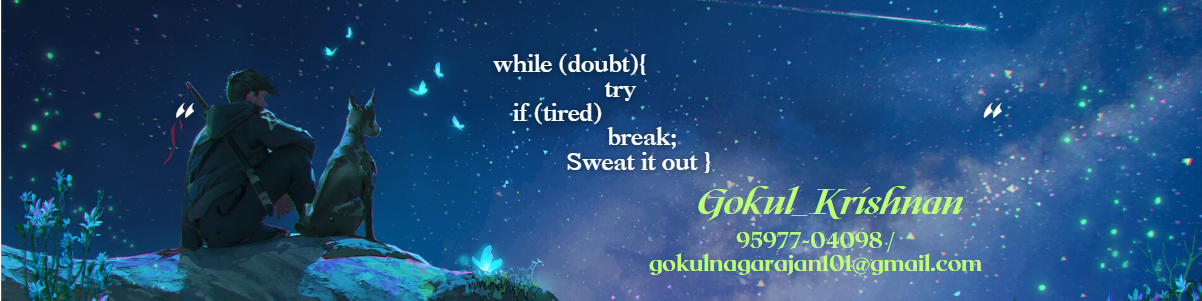 “
while (doubt){
try
if (tired)
break;
Sweat it out }
“
Gokul_Krishnan
95977-04098 /
gokulnagarajan101@gmail.com